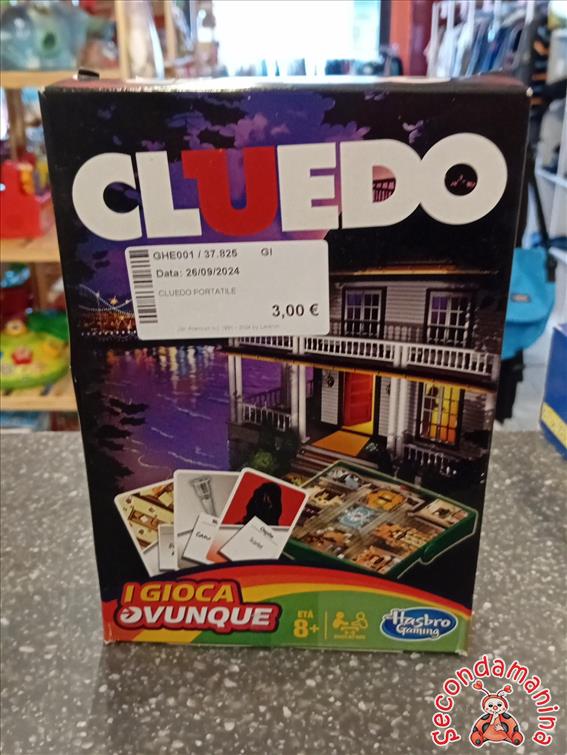 CLUEDO
GHE001 / 37.825 GI
Data: 26/09/2024
CLUEDO PORTATILE
3,00 €
I GIOCA
OVUNQUE
ETÀ
8+
Hasbro
Gaming
Secondamanina